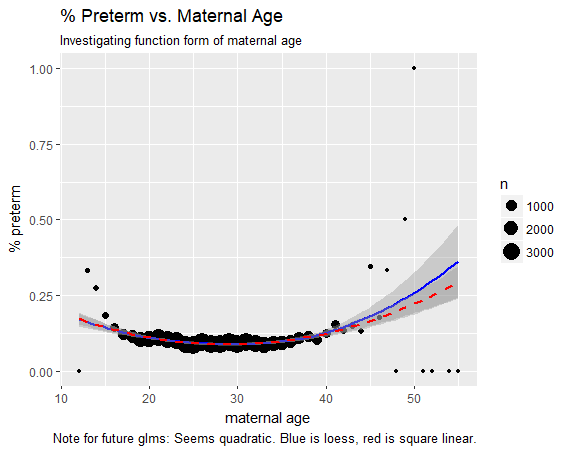 % Preterm vs. Maternal Age
Investigating function form of maternal age
1.00
0.75
0.50
0.25
0.00
% preterm
10
20
30
40
50
maternal age
n
1000
2000
3000
Note for future glms: Seems quadratic. Blue is loess, red is square linear.